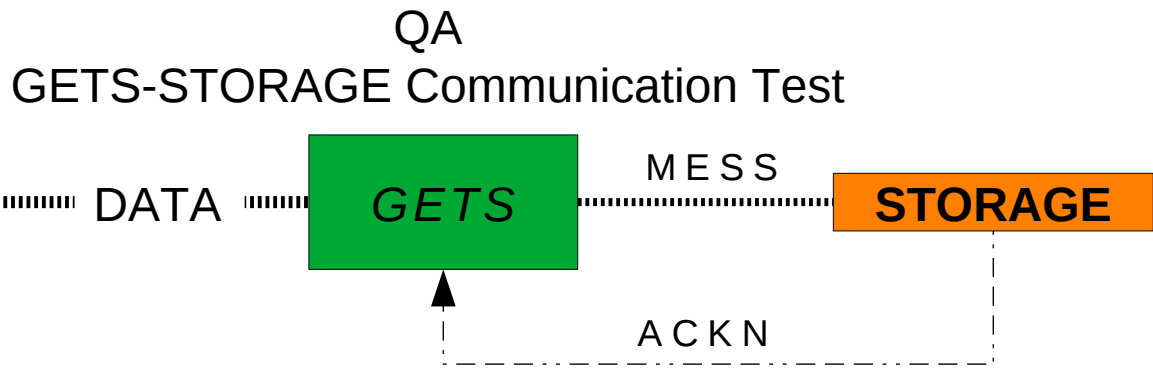 QA
GETS-STORAGE Communication Test
MESS
DATA GETS STORAGE
ACKN